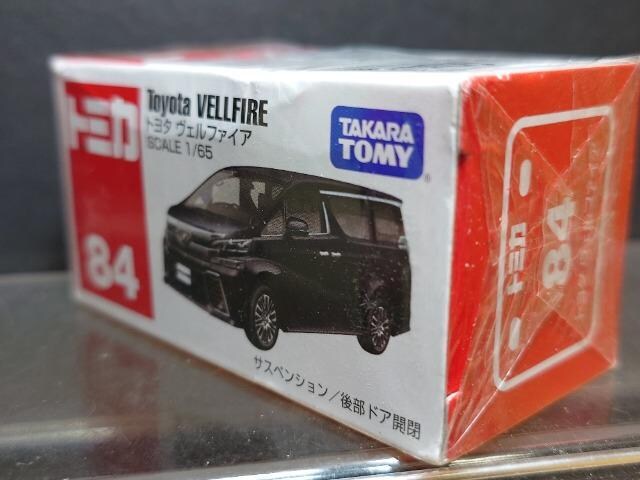 トミカ
84
Toyota VELLFIRE
トヨタ ヴェルファイア
SCALE 1/65
TAKARA
TOMY
サスペンション/後部ドア開閉
トミカ
84